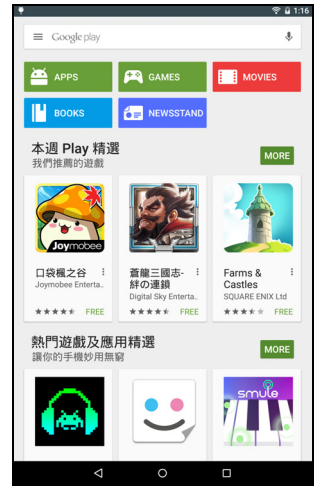 1:16
Google play
APPS
GAMES
MOVIES
BOOKS
NEWSSTAND
本週 Play 精選
我們推薦的遊戲
MORE
Joymobee
口袋楓之谷
Joymobee Enterta..
FREE
蒼龍三國志-
絆の連鎖
Digital Sky Enterta..
FREE
Farms &
Castles
SQUARE ENIX Ltd
FREE
熱門遊戲及應用精選
讓你的手機妙用無窮
MORE
smule